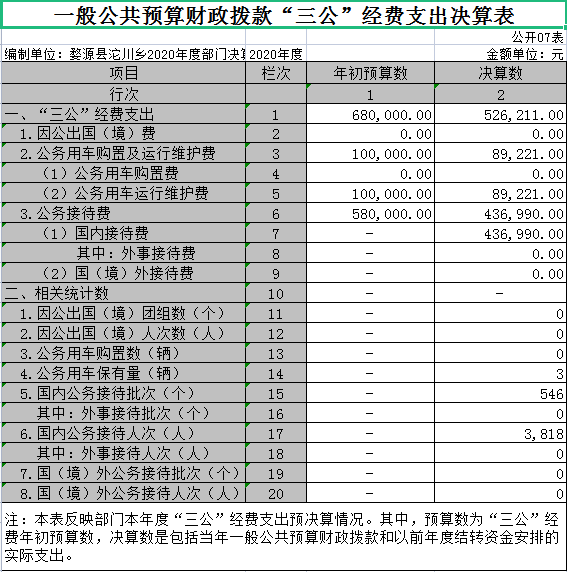 一般公共预算财政拨款“三公”经费支出决算表
公开07表
编制单位：婺源县沱川乡2020年度部门决算 2020年度 金额单位：元
项目 栏次 年初预算数 决算数
行次 1 2
一、“三公”经费支出 1 680,000.00 526,211.00
1.因公出国（境）费 2 0.00 0.00
2.公务用车购置及运行维护费 3 100,000.00 89,221.00
（1）公务用车购置费 4 0.00 0.00
（2）公务用车运行维护费 5 100,000.00 89,221.00
3.公务接待费 6 580,000.00 436,990.00
（1）国内接待费 7 - 436,990.00
其中：外事接待费 8 - 0.00
（2）国（境）外接待费 9 - 0.00
二、相关统计数 10 - -
1.因公出国（境）团组数（个） 11 - 0
2.因公出国（境）人次数（人） 12 - 0
3.公务用车购置数（辆） 13 - 0
4.公务用车保有量（辆） 14 - 3
5.国内公务接待批次（个） 15 - 546
其中：外事接待批次（个） 16 - 0
6.国内公务接待人次（人） 17 - 3,818
其中：外事接待人次（人） 18 - 0
7.国（境）外公务接待批次（个） 19 - 0
8.国（境）外公务接待人次（人） 20 - 0
注：本表反映部门本年度“三公”经费支出预决算情况。其中，预算数为“三公”经
费年初预算数，决算数是包括当年一般公共预算财政拨款和以前年度结转资金安排的
实际支出。